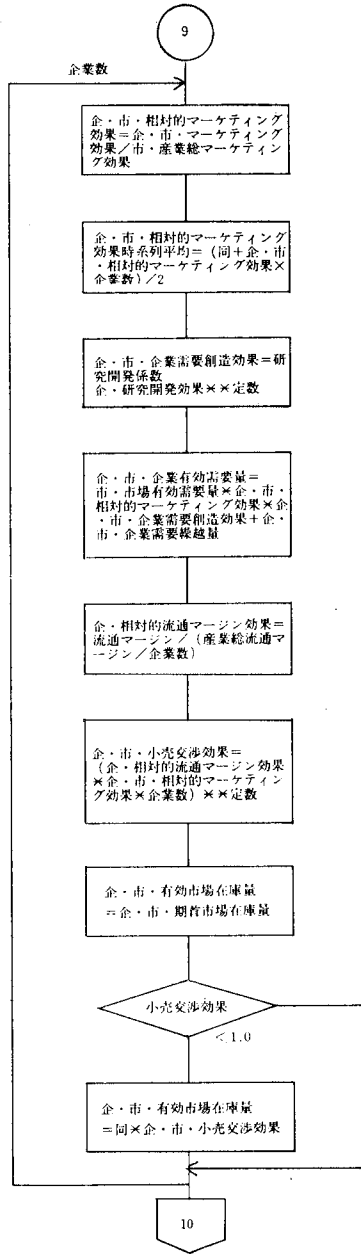 9
企業数
企・市・相対的マーケティング
効果＝企・市・マーケティング
効果／市・産業総マーケティン
グ効果
企・市・相対的マーケティング
効果時系列平均＝（同＋企・市
・相対的マーケティング効果＊
企業数）／2
企・市・企業需要創造効果＝研
究開発係数
企・研究開発効果＊＊定数
企・市・企業有効需要量＝
市・市場有効需要量＊企・市・
相対的マーケティング効果＊企
・市・企業需要創造効果＋企・
市・企業需要繰越量
企・相対的流通マージン効果＝
流通マージン／（産業総流通マ
ージン／企業数）
企・市・小売交渉効果＝
（企・相対的流通マージン効果
＊企・市・相対的マーケティン
グ効果＊企業数）＊＊定数
企・市・有効市場在庫量
＝企・市・期首市場在庫量
小売交渉効果
＜1.0
企・市・有効市場在庫量
＝同＊企・市・小売交渉効果
10